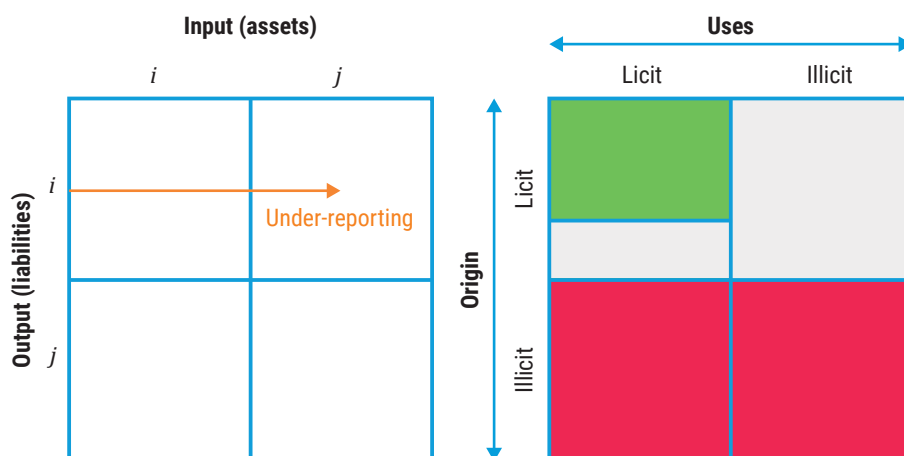 Input (assets)
i j
Output (liabilities)
i
Under-reporting
j
Uses
Licit Illicit
Origin
Licit
Illicit